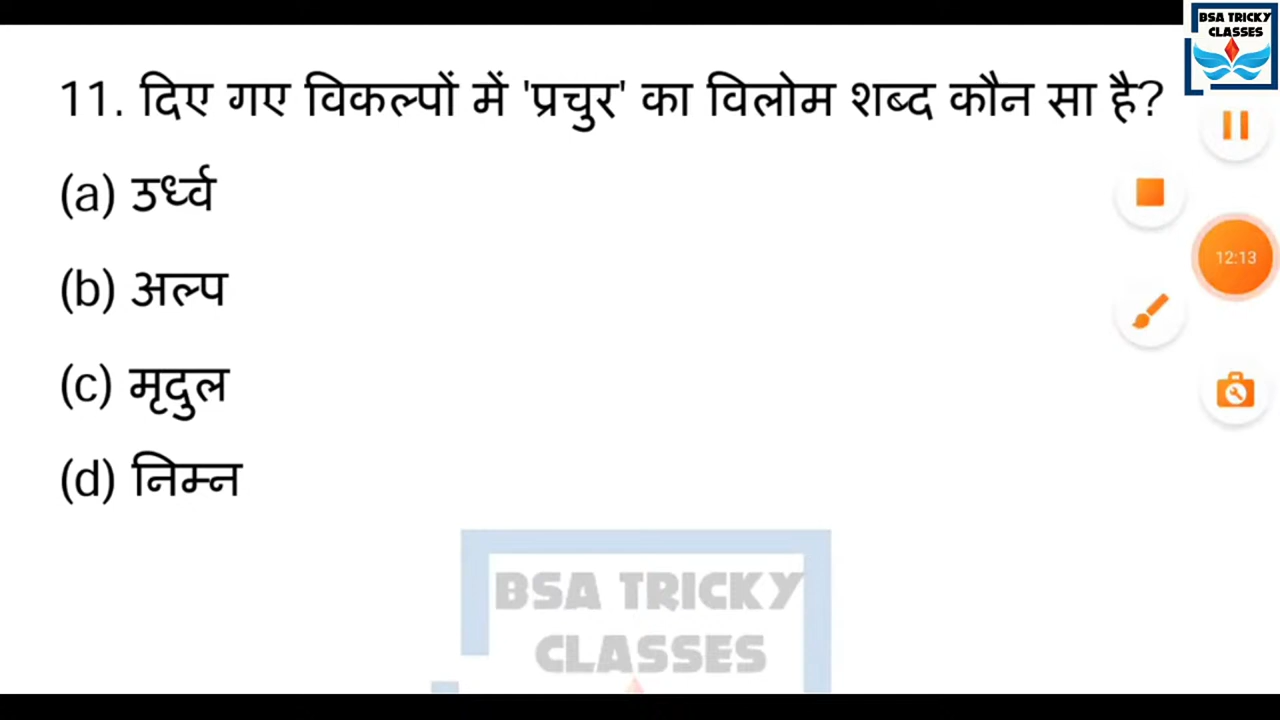 BSA TRICKY
CLASSES
11. दिए गए विकल्पों में 'प्रचुर' का विलोम शब्द कौन सा है?
(a) उर्ध्व
12:13
(b) अल्प
(c) मृदुल
(d) निम्न
BSA TRICKY
CLASSES